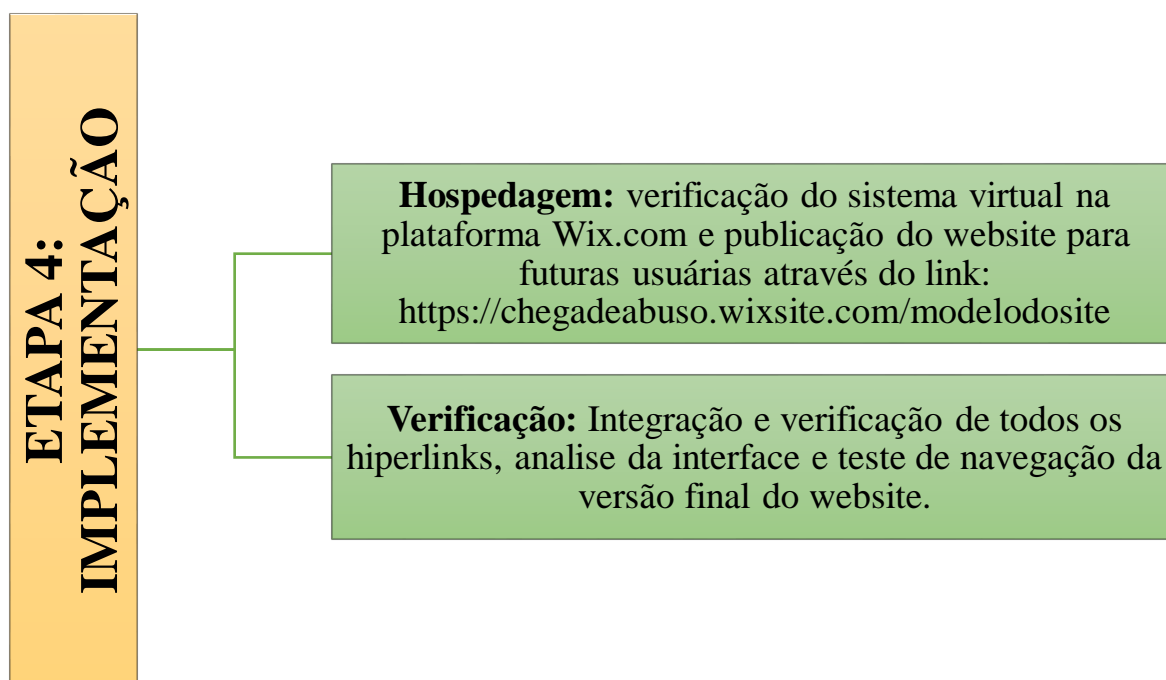 ETAPA 4:
IMPLEMENTAÇÃO
Hospedagem: verificação do sistema virtual na
plataforma Wix.com e publicação do website para
futuras usuárias através do link:
https://chegadeabuso.wixsite.com/modelodosite
Verificação: Integração e verificação de todos os
hiperlinks, analise da interface e teste de navegação da
versão final do website.